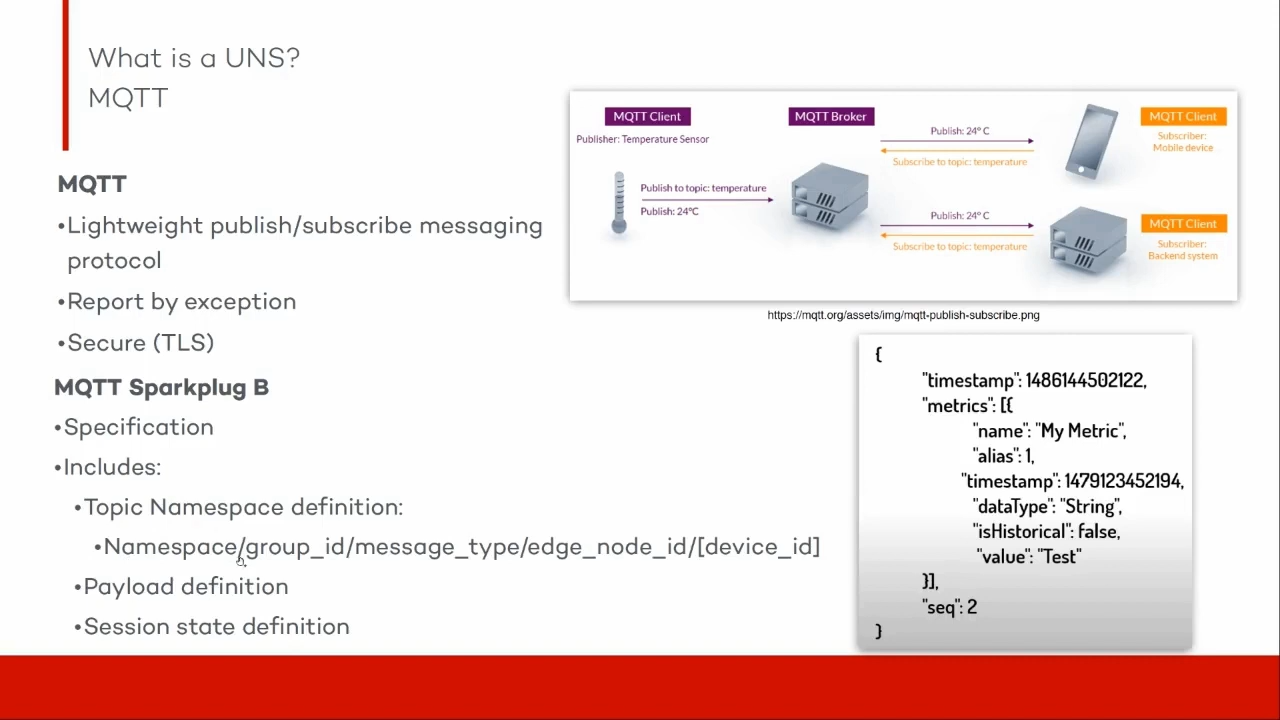 What is a UNS?
MQTT
MQTT
•Lightweight publish/subscribe messaging
protocol
•Report by exception
•Secure (TLS)
MQTT Sparkplug B
•Specification
•Includes:
•Topic Namespace definition:
•Namespace/group_id/message_type/edge_node_id/[device_id]
•Payload definition
•Session state definition
MQTT Client
Publisher: Temperature Sensor
Publish to topic: temperature
Publish: 24°C
MQTT Broker
Publish: 24° C
Subscribe to topic: temperature
MQTT Client
Subscriber:
Mobile device
Publish: 24° C
Subscribe to topic: temperature
MQTT Client
Subscriber:
Backend system
https://mqtt.org/assets/img/mqtt-publish-subscribe.png
{
"timestamp": 1486144502122,
"metrics": [{
"name": "My Metric",
"alias": 1,
"timestamp": 1479123452194,
"dataType": "String",
"isHistorical": false,
"value": "Test"
}],
"seq": 2
}